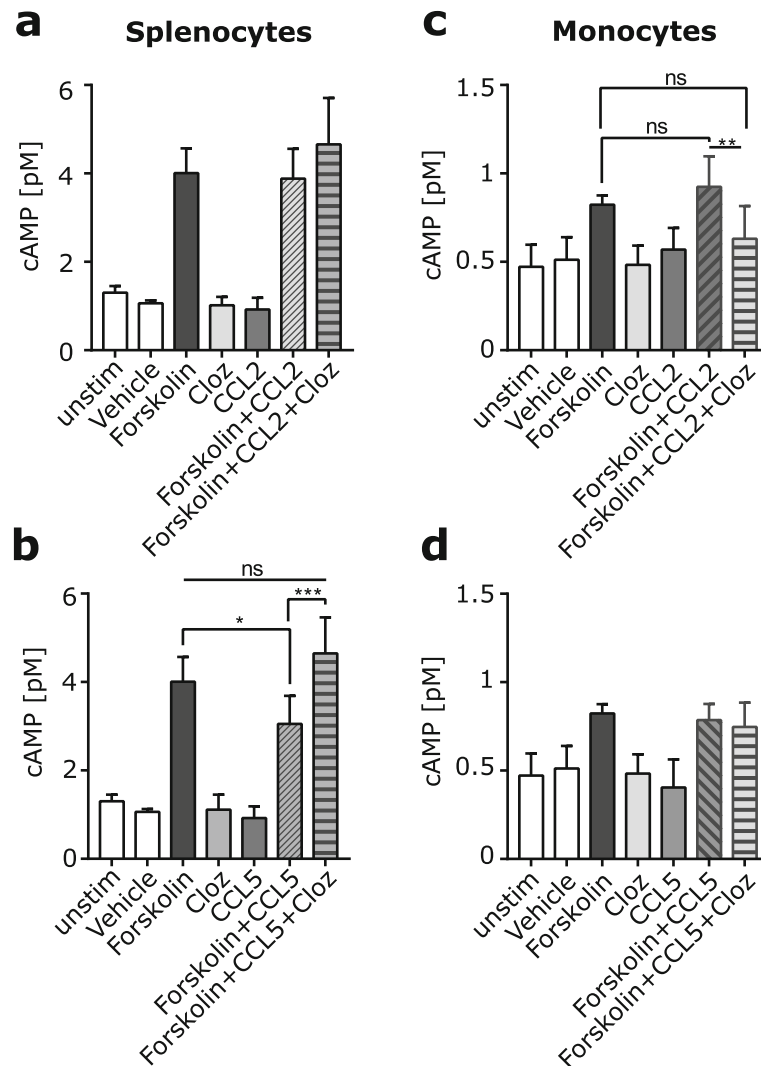 a
Splenocytes
cAMP [pM]
6
4
2
0
unstim
Vehicle
Forskolin
Cloz
CCL2
Forskolin+CCL2
Forskolin+CCL2+Cloz
c
Monocytes
cAMP [pM]
1.5
1
0.5
0
ns
ns
**
unstim
Vehicle
Forskolin
Cloz
CCL2
Forskolin+CCL2
Forskolin+CCL2+Cloz
b
cAMP [pM]
6
4
2
0
ns
***
*
unstim
Vehicle
Forskolin
Cloz
CCL5
Forskolin+CCL5
Forskolin+CCL5+Cloz
d
cAMP [pM]
1.5
1
0.5
0
unstim
Vehicle
Forskolin
Cloz
CCL5
Forskolin+CCL5
Forskolin+CCL5+Cloz